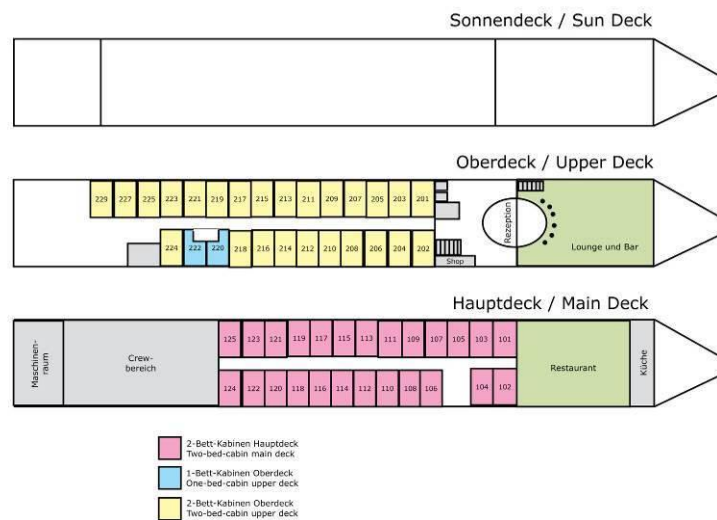 Sonnendeck / Sun Deck
Oberdeck / Upper Deck
229 227 225 223 221 219 217 215 213 211 209 207 205 203 201
Rezeption
Lounge und Bar
224 222 220 218 216 214 212 210 208 206 204 202
Shop
Hauptdeck / Main Deck
125 123 121 119 117 115 113 111 109 107 105 103 101
Maschinen-
raum
Crew-
bereich
Restaurant
Küche
124 122 120 118 116 114 112 110 108 106 104 102
2-Bett-Kabinen Hauptdeck
Two-bed-cabin main deck
1-Bett-Kabinen Oberdeck
One-bed-cabin upper deck
2-Bett-Kabinen Oberdeck
Two-bed-cabin upper deck